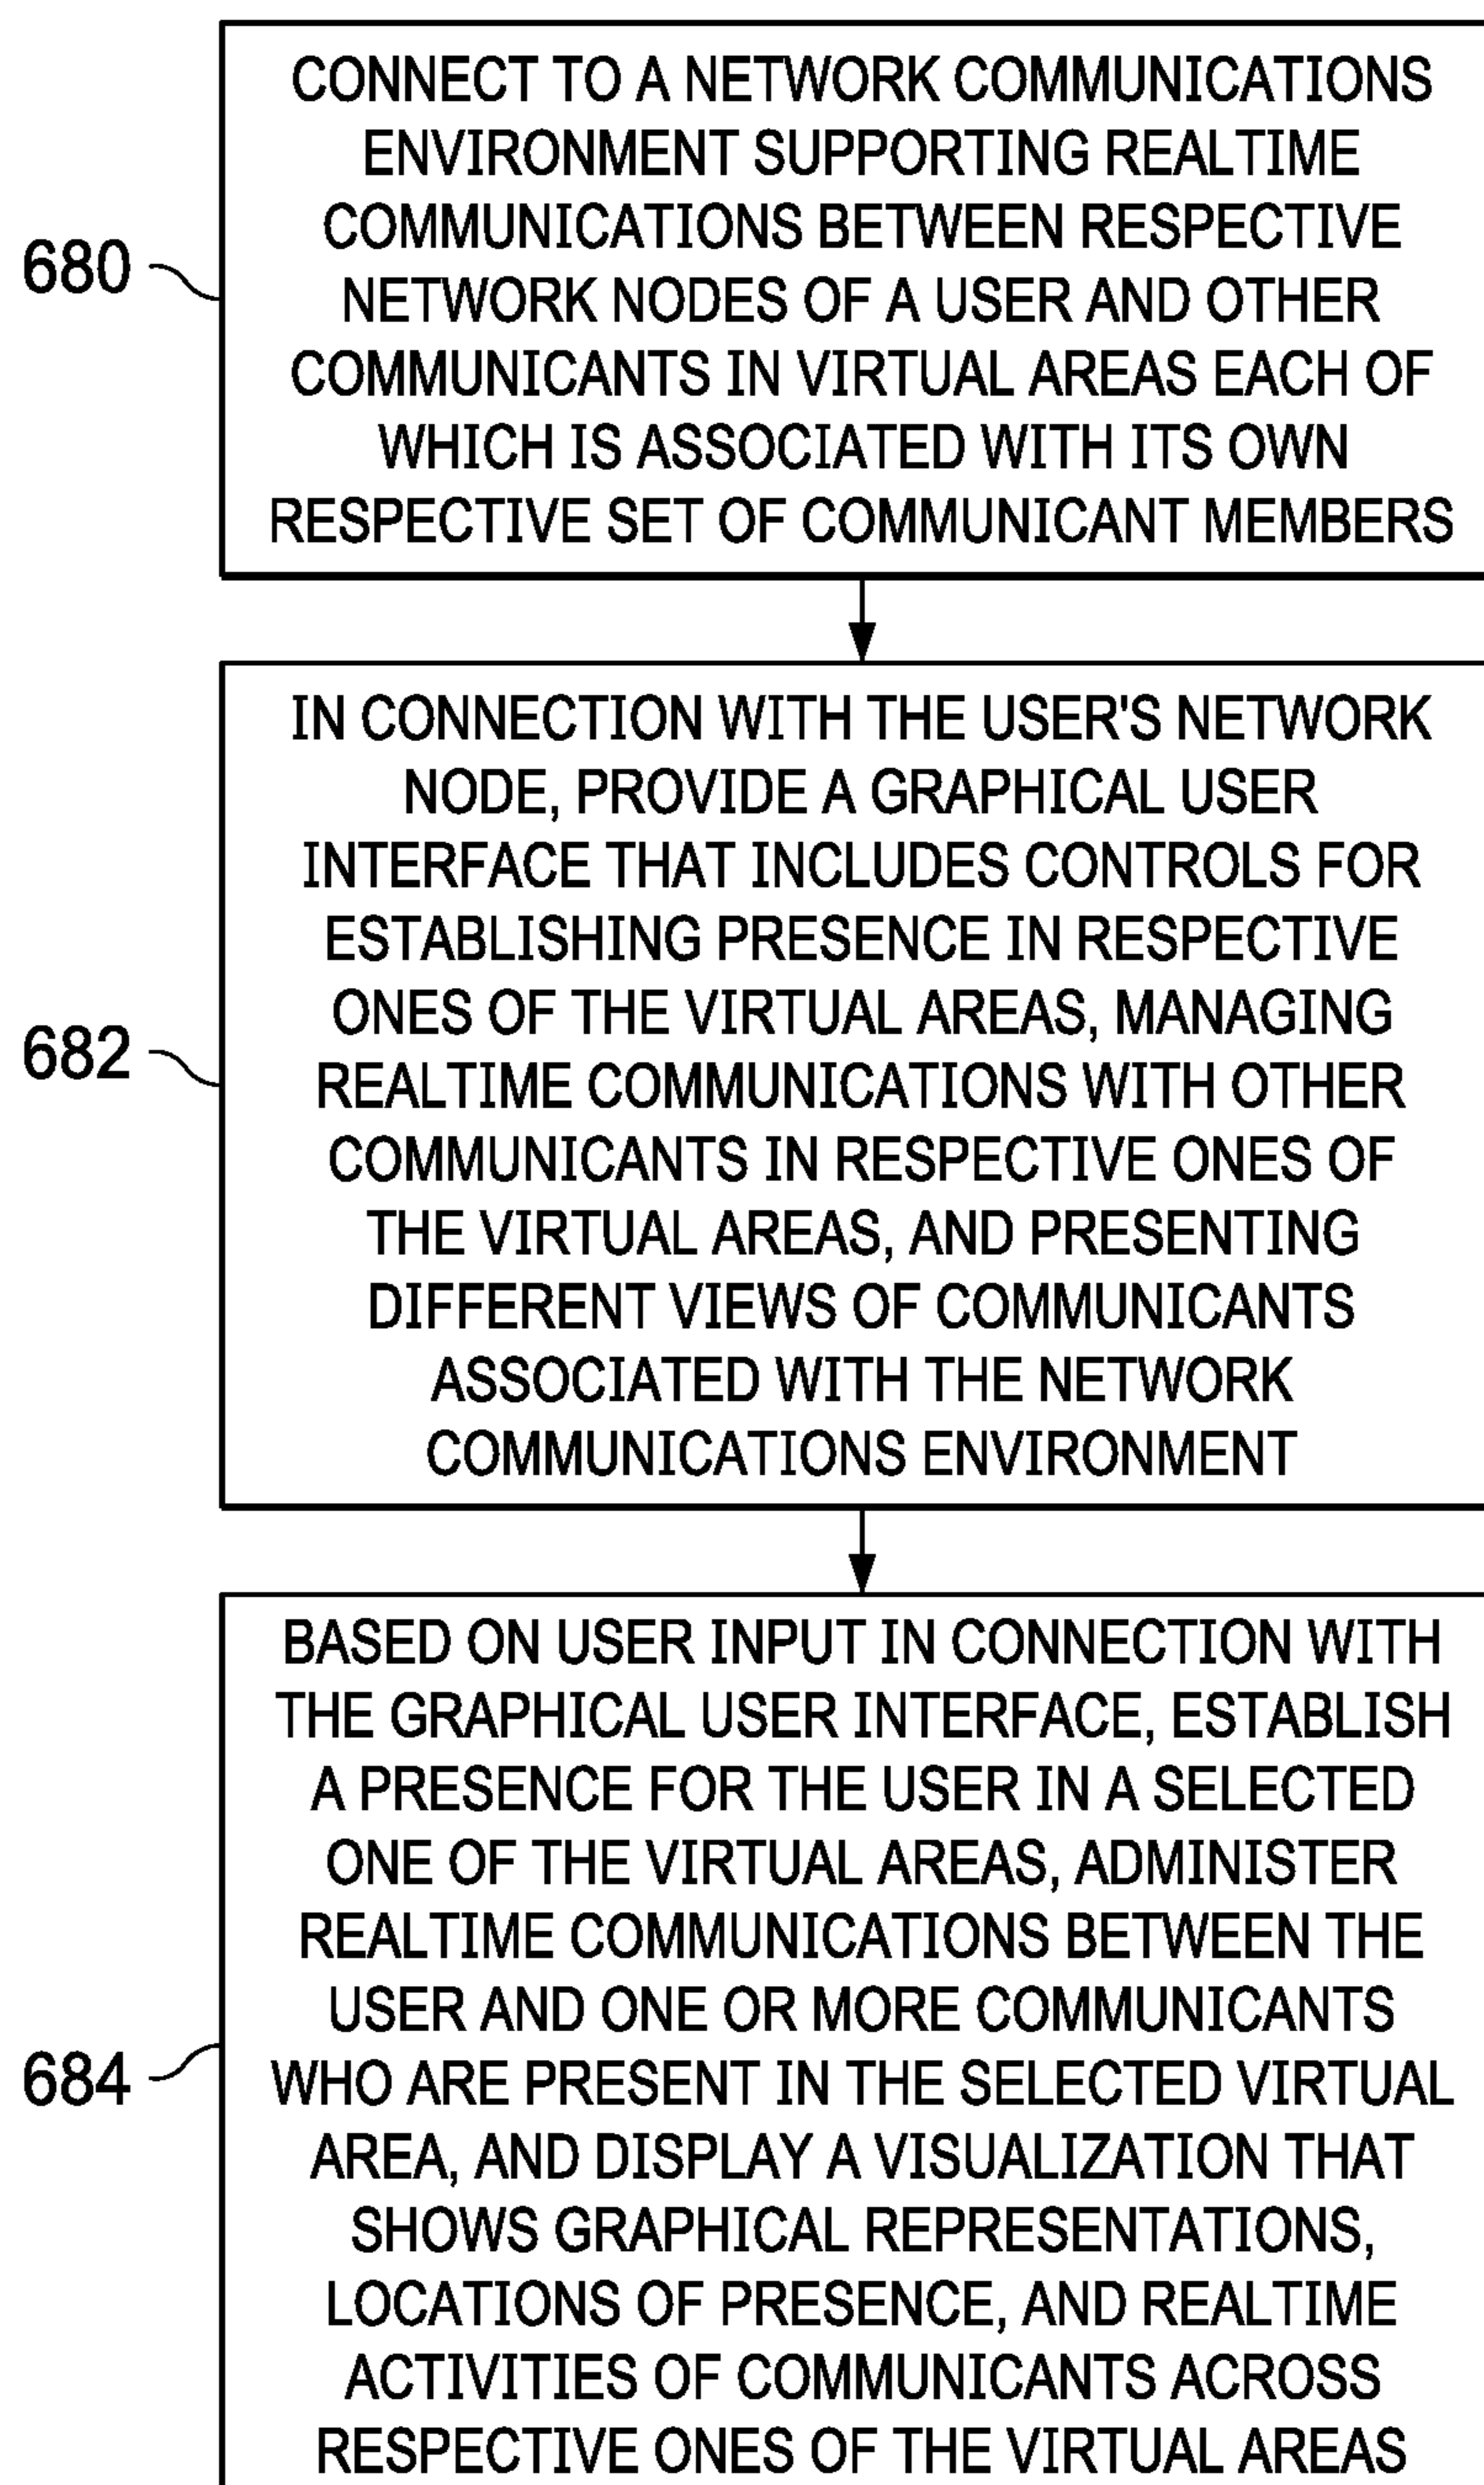 CONNECT TO A NETWORK COMMUNICATIONS
ENVIRONMENT SUPPORTING REALTIME
COMMUNICATIONS BETWEEN RESPECTIVE
NETWORK NODES OF A USER AND OTHER
COMMUNICANTS IN VIRTUAL AREAS EACH OF
WHICH IS ASSOCIATED WITH ITS OWN
RESPECTIVE SET OF COMMUNICANT MEMBERS
680
IN CONNECTION WITH THE USER'S NETWORK
NODE, PROVIDE A GRAPHICAL USER
INTERFACE THAT INCLUDES CONTROLS FOR
ESTABLISHING PRESENCE IN RESPECTIVE
ONES OF THE VIRTUAL AREAS, MANAGING
REALTIME COMMUNICATIONS WITH OTHER
COMMUNICANTS IN RESPECTIVE ONES OF
THE VIRTUAL AREAS, AND PRESENTING
DIFFERENT VIEWS OF COMMUNICANTS
ASSOCIATED WITH THE NETWORK
COMMUNICATIONS ENVIRONMENT
682
BASED ON USER INPUT IN CONNECTION WITH
THE GRAPHICAL USER INTERFACE, ESTABLISH
A PRESENCE FOR THE USER IN A SELECTED
ONE OF THE VIRTUAL AREAS, ADMINISTER
REALTIME COMMUNICATIONS BETWEEN THE
USER AND ONE OR MORE COMMUNICANTS
WHO ARE PRESENT IN THE SELECTED VIRTUAL
AREA, AND DISPLAY A VISUALIZATION THAT
SHOWS GRAPHICAL REPRESENTATIONS,
LOCATIONS OF PRESENCE, AND REALTIME
ACTIVITIES OF COMMUNICANTS ACROSS
RESPECTIVE ONES OF THE VIRTUAL AREAS
684